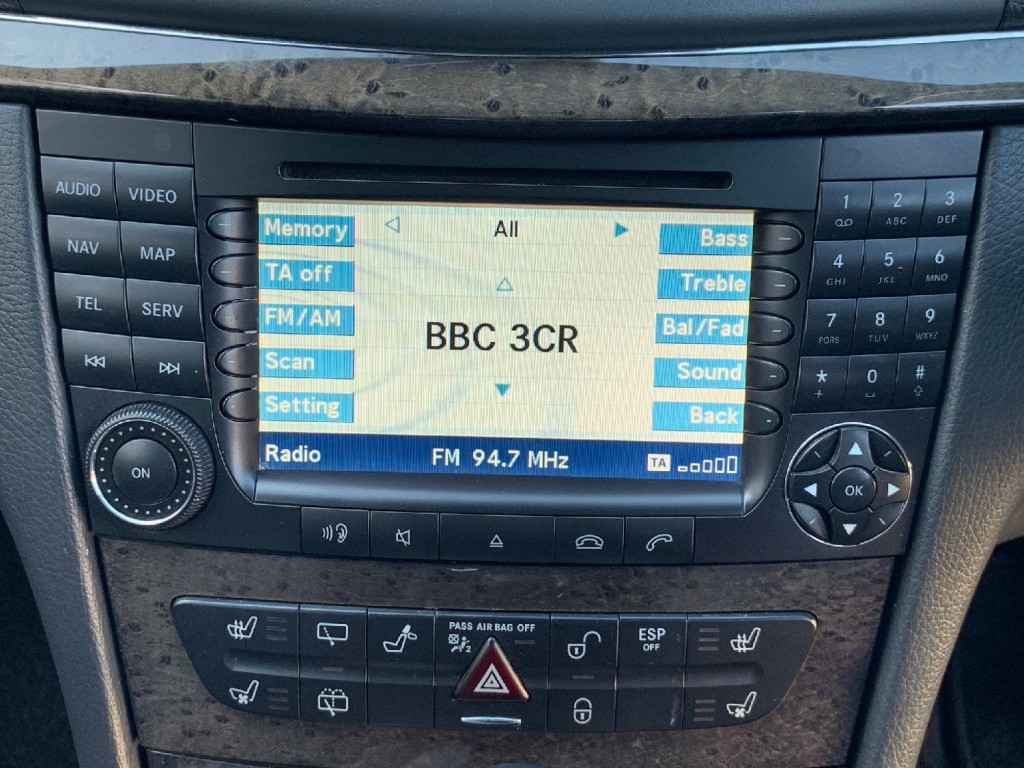 AUDIO VIDEO
NAV MAP
TEL SERV
ON
Memory All Bass
TA off Treble
FM/AM Bal/Fad
BBC 3CR
Scan Sound
Setting Back
Radio FM 94.7 MHz TA
1 2 3
ABC DEF
4 5 6
GHI JKL MNO
7 8 9
PQRS TUV WXYZ
* 0 #
+
OK
PASS AIR BAG OFF
2
ESP
OFF